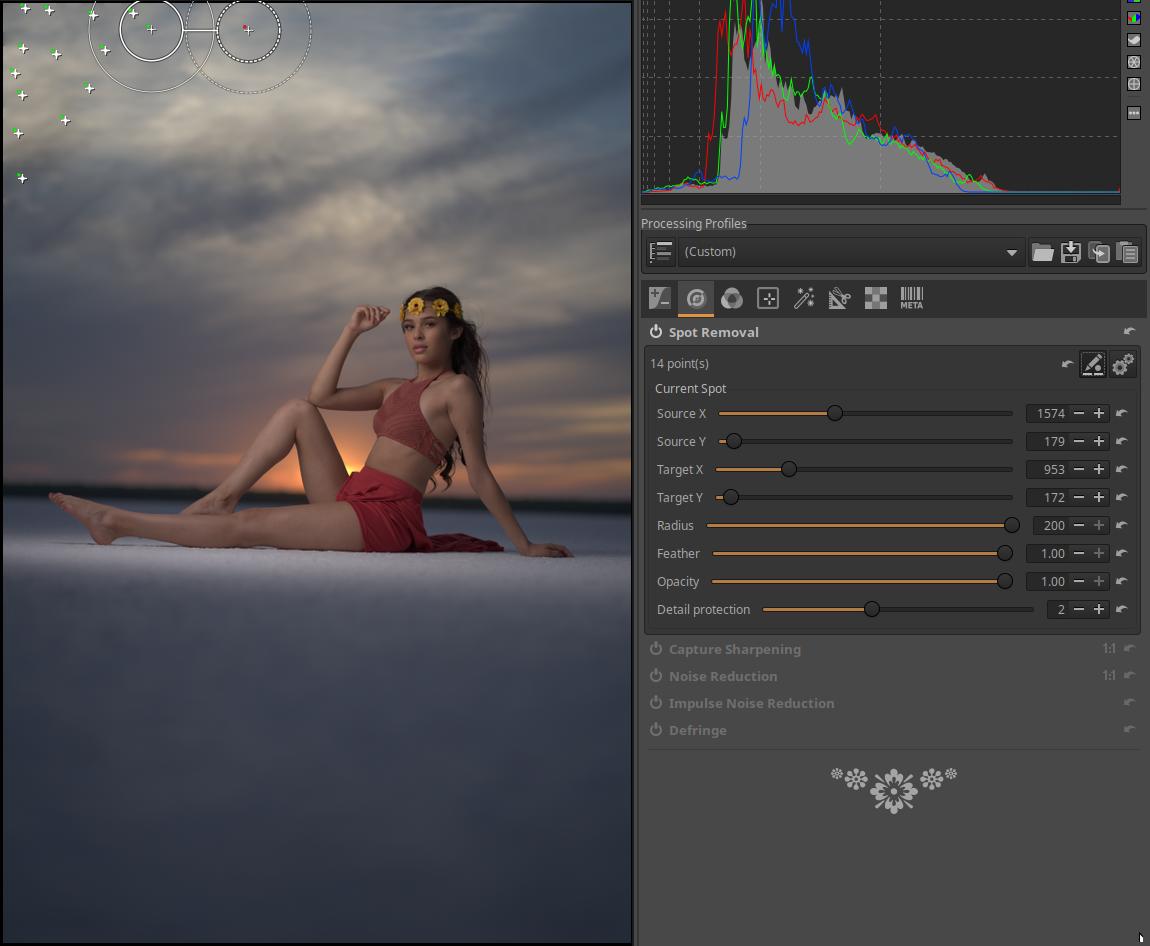 Processing Profiles
(Custom)
META
Spot Removal
14 point(s)
Current Spot
Source X 1574
Source Y 179
Target X 953
Target Y 172
Radius 200
Feather 1.00
Opacity 1.00
Detail protection 2
Capture Sharpening 1:1
Noise Reduction 1:1
Impulse Noise Reduction
Defringe